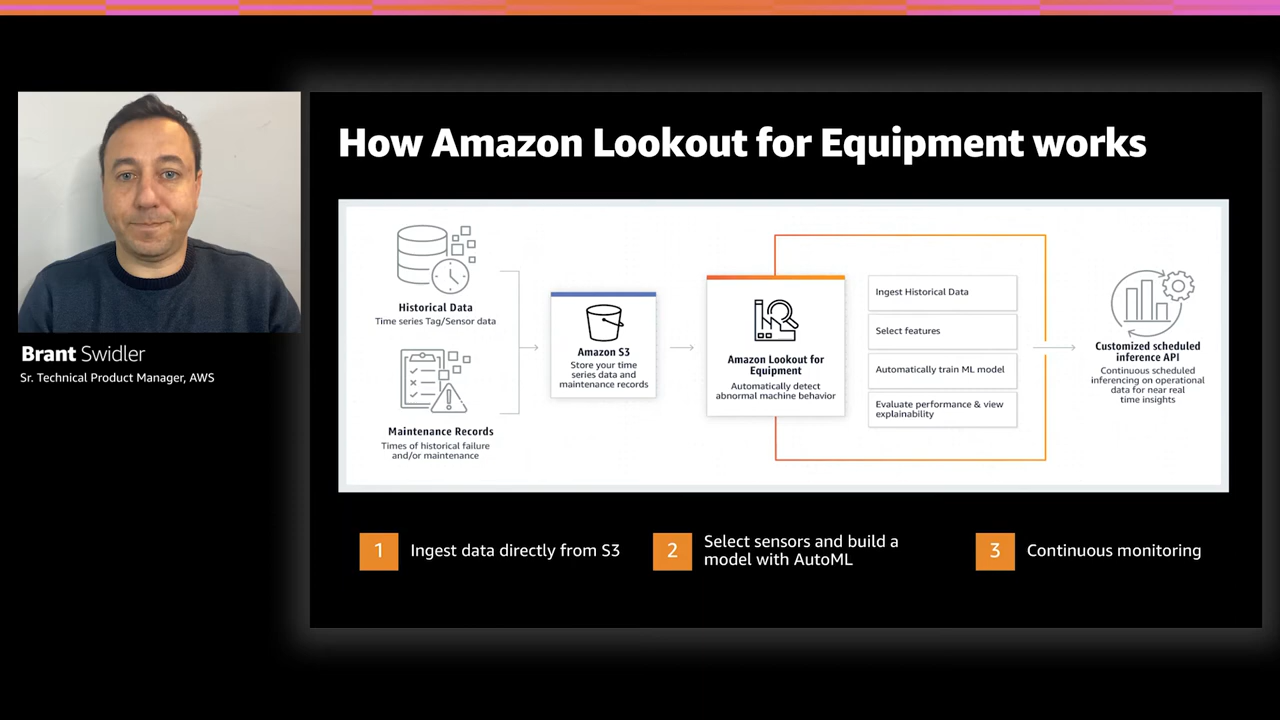 How Amazon Lookout for Equipment works
Brant Swidler
Sr. Technical Product Manager, AWS
Historical Data
Time series Tag/Sensor data
Maintenance Records
Times of historical failure
and/or maintenance
Amazon S3
Store your time
series data and
maintenance records
Amazon Lookout for
Equipment
Automatically detect
abnormal machine behavior
Ingest Historical Data
Select features
Automatically train ML model
Evaluate performance & view
explainability
Customized scheduled
inference API
Continuous scheduled
inferencing on operational
data for near real
time insights
1 Ingest data directly from S3
2 Select sensors and build a
model with AutoML
3 Continuous monitoring